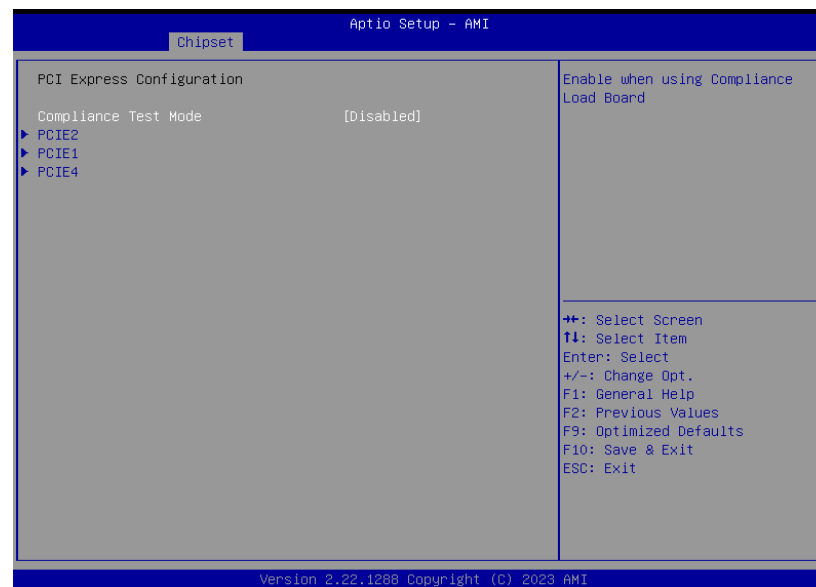 Aptio Setup – AMI
Chipset
PCI Express Configuration
Compliance Test Mode [Disabled]
▶ PCIE2
▶ PCIE1
▶ PCIE4
Enable when using Compliance
Load Board
→←: Select Screen
↑↓: Select Item
Enter: Select
+/-: Change Opt.
F1: General Help
F2: Previous Values
F9: Optimized Defaults
F10: Save & Exit
ESC: Exit
Version 2.22.1288 Copyright (C) 2023 AMI